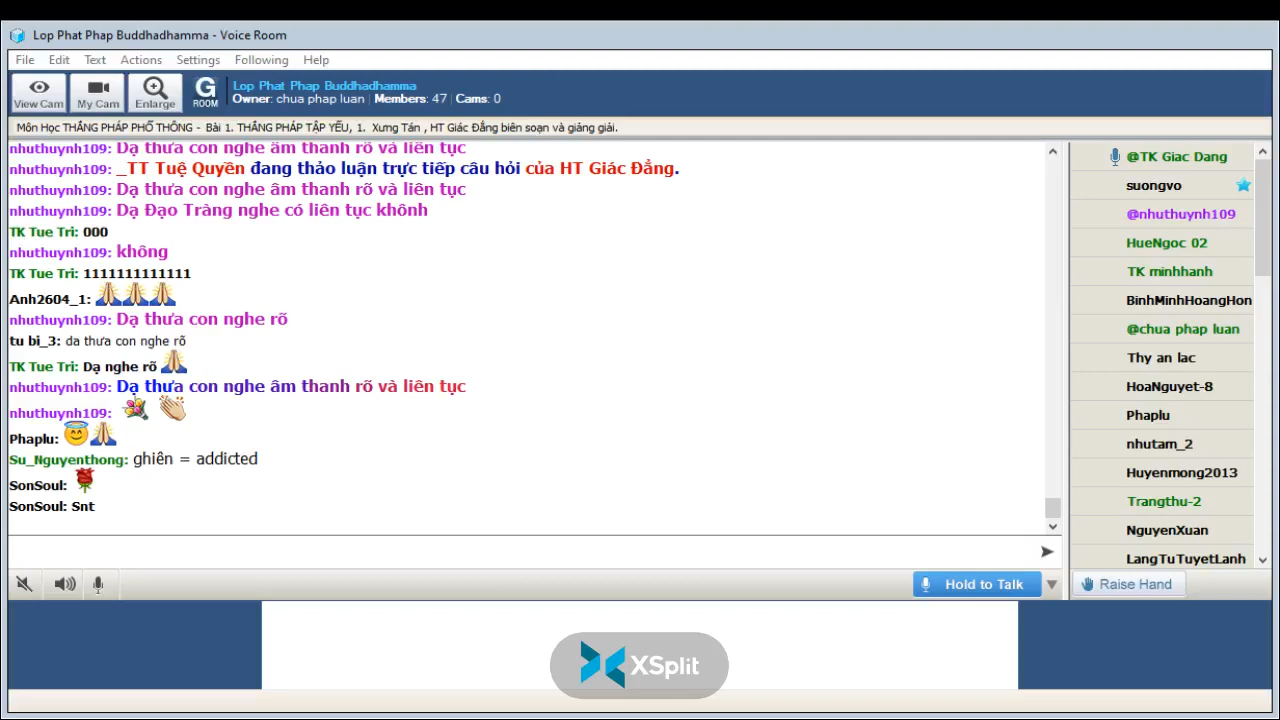 Lop Phat Phap Buddhadhamma - Voice Room
File Edit Text Actions Settings Following Help
View Cam My Cam Enlarge G ROOM
Lop Phat Phap Buddhadhamma
Owner: chua phap luan | Members: 47 | Cams: 0
Môn Học THẮNG PHÁP PHỔ THÔNG - Bài 1. THẮNG PHÁP TẬP YẾU, 1. Xưng Tán , HT Giác Đẳng biên soạn và giảng giải.
nhuthuynh109: Dạ thưa con nghe âm thanh rõ và liên tục
nhuthuynh109: _TT Tuệ Quyền đang thảo luận trực tiếp câu hỏi của HT Giác Đẳng.
nhuthuynh109: Dạ thưa con nghe âm thanh rõ và liên tục
nhuthuynh109: Dạ Đạo Tràng nghe có liên tục khônh
TK Tue Tri: 000
nhuthuynh109: không
TK Tue Tri: 1111111111111
Anh2604_1:
nhuthuynh109: Dạ thưa con nghe rõ
tu bi_3: da thưa con nghe rõ
TK Tue Tri: Dạ nghe rõ
nhuthuynh109: Dạ thưa con nghe âm thanh rõ và liên tục
nhuthuynh109:
Phaplu:
Su_Nguyenthong: ghiên = addicted
SonSoul:
SonSoul: Snt
@TK Giac Dang
suongvo
@nhuthuynh109
HueNgoc 02
TK minhhanh
BinhMinhHoangHon
@chua phap luan
Thy an lac
HoaNguyet-8
Phaplu
nhutam_2
Huyenmong2013
Trangthu-2
NguyenXuan
LangTuTuyetLanh
Hold to Talk
Raise Hand
XSplit